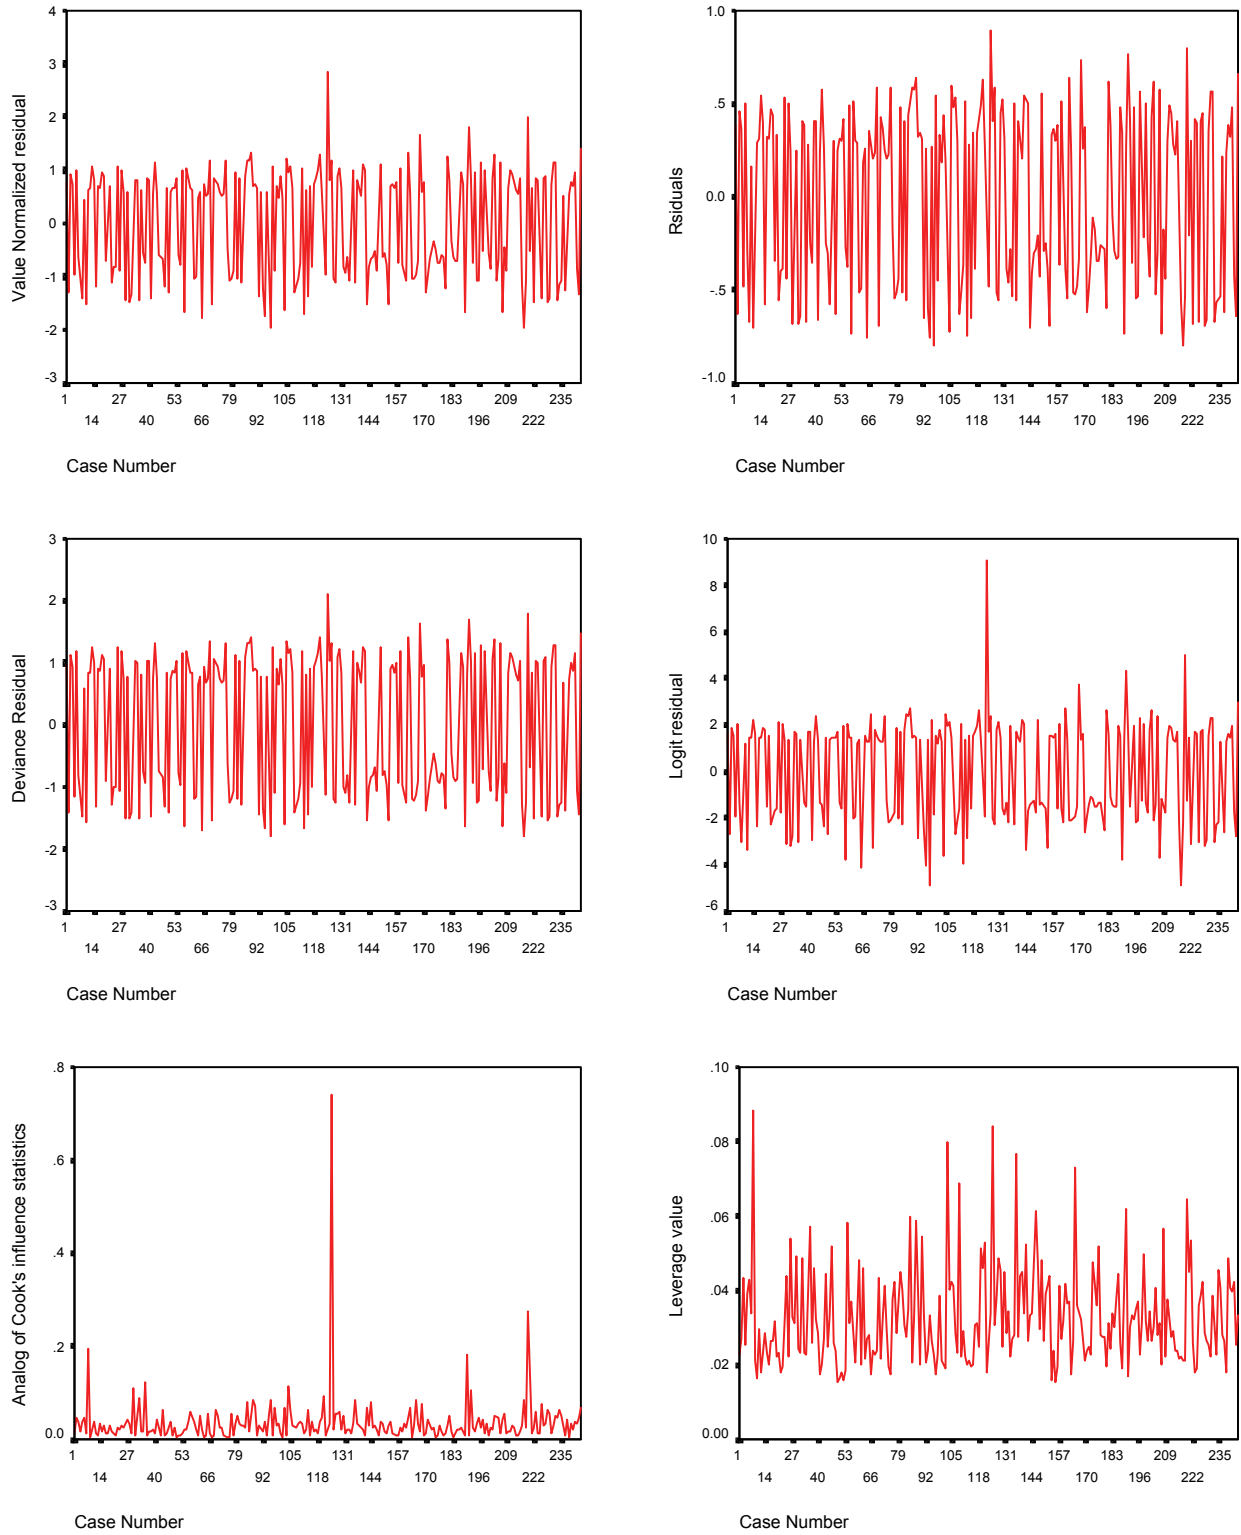 Value Normalized residual
4
3
2
1
0
-1
-2
-3
1 27 53 79 105 131 157 183 209 235
14 40 66 92 118 144 170 196 222
Case Number
Rsiduals
1.0
.5
0.0
-.5
-1.0
1 27 53 79 105 131 157 183 209 235
14 40 66 92 118 144 170 196 222
Case Number
Deviance Residual
3
2
1
0
-1
-2
-3
1 27 53 79 105 131 157 183 209 235
14 40 66 92 118 144 170 196 222
Case Number
Logit residual
10
8
6
4
2
0
-2
-4
-6
1 27 53 79 105 131 157 183 209 235
14 40 66 92 118 144 170 196 222
Case Number
Analog of Cook's influence statistics
.8
.6
.4
.2
0.0
1 27 53 79 105 131 157 183 209 235
14 40 66 92 118 144 170 196 222
Case Number
Leverage value
.10
.08
.06
.04
.02
0.00
1 27 53 79 105 131 157 183 209 235
14 40 66 92 118 144 170 196 222
Case Number